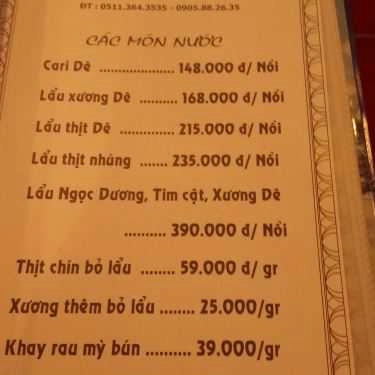 ĐT : 0511.364.3535 - 0905.88.26.35
CÁC MÓN NƯỚC
Cari Dê .................... 148.000 đ/ Nồi
Lẩu xương Dê ............ 168.000 đ/ Nồi
Lẩu thịt Dê .............. 215.000 đ/ Nồi
Lẩu thịt nhúng .......... 235.000 đ/ Nồi
Lẩu Ngọc Dương, Tim cật, Xương Dê
.......... 390.000 đ/ Nồi
Thịt chín bỏ lẩu ........ 59.000 đ/ gr
Xương thêm bỏ lẩu ........ 25.000/gr
Khay rau mỳ bún .......... 39.000/gr